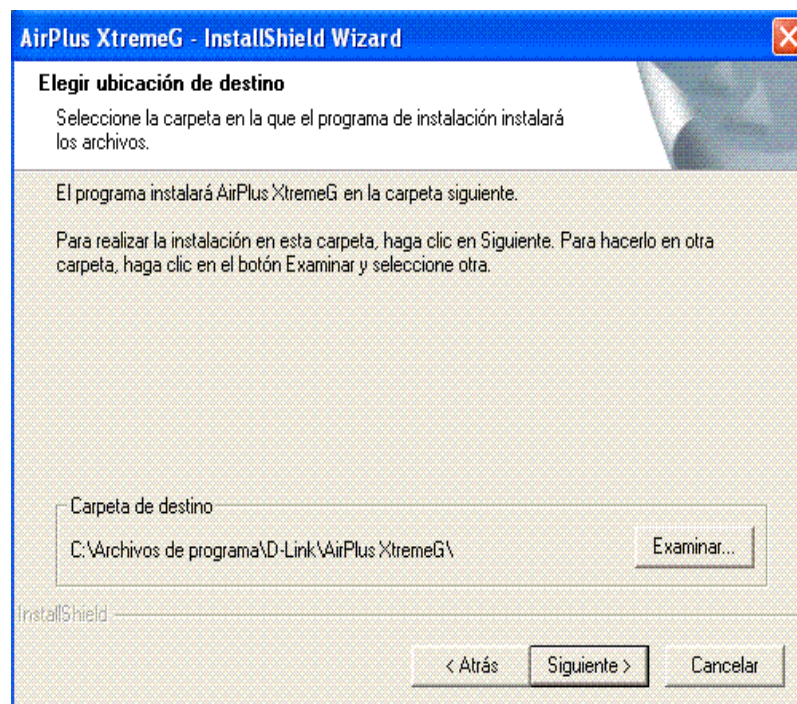 AirPlus XtremeG - InstallShield Wizard
Elegir ubicación de destino
Seleccione la carpeta en la que el programa de instalación instalará
los archivos.
El programa instalará AirPlus XtremeG en la carpeta siguiente.
Para realizar la instalación en esta carpeta, haga clic en Siguiente. Para hacerlo en otra
carpeta, haga clic en el botón Examinar y seleccione otra.
Carpeta de destino
C:\Archivos de programa\D-Link\AirPlus XtremeG\
Examinar...
InstallShield
< Atrás
Siguiente >
Cancelar